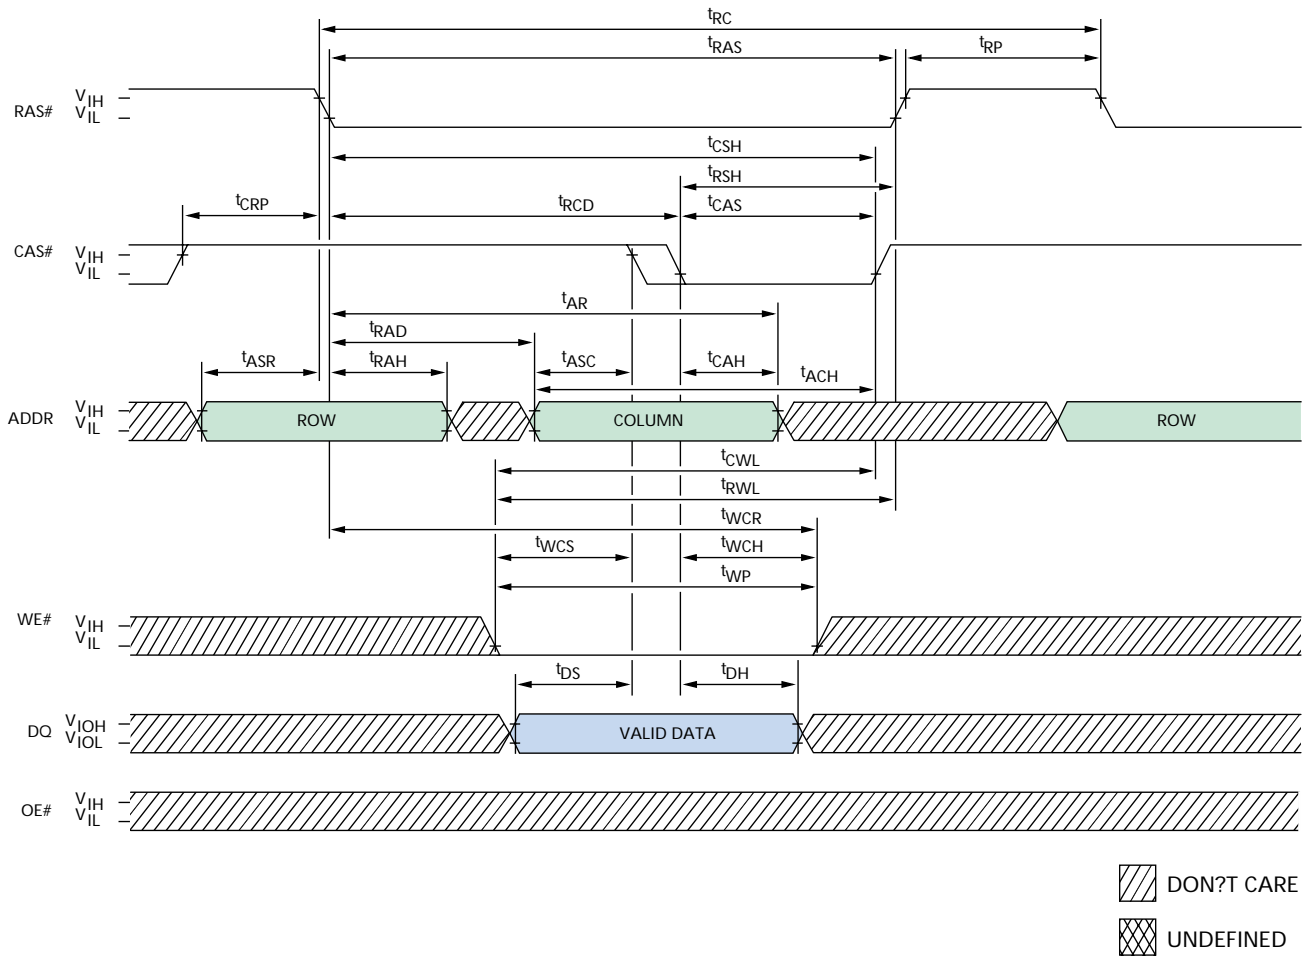 tRC
tRAS
tRP
RAS# VIH
VIL
tCSH
tRSH
tCRP
tRCD
tCAS
CAS# VIH
VIL
tAR
tRAD
tASR
tRAH
tASC
tCAH
tACH
ADDR VIH
VIL
ROW
COLUMN
ROW
tCWL
tRWL
tWCR
tWCS
tWCH
tWP
WE# VIH
VIL
tDS
tDH
DQ VIOH
VIOL
VALID DATA
OE# VIH
VIL
DON?T CARE
UNDEFINED